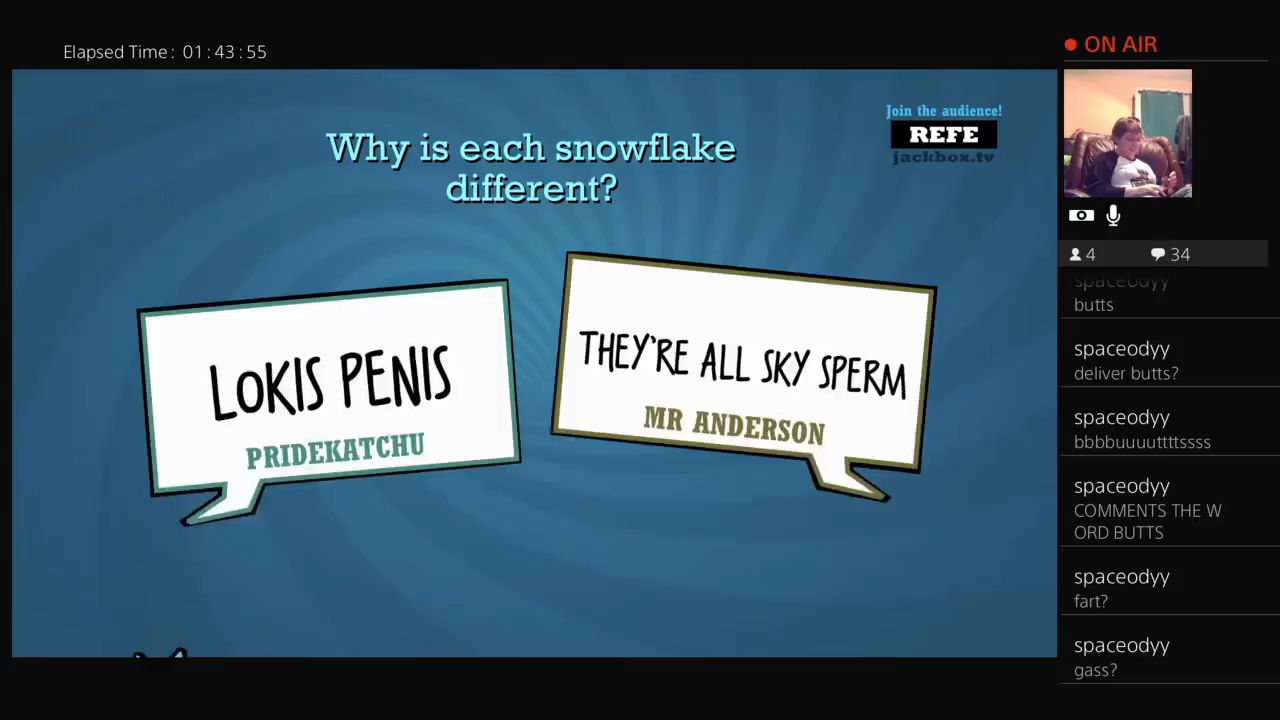 Elapsed Time: 01:43:55
ON AIR
Join the audience!
REFE
jackbox.tv
Why is each snowflake
different?
LOKIS PENIS
PRIDEKATCHU
THEY'RE ALL SKY SPERM
MR ANDERSON
4
34
spaceodyy
butts
spaceodyy
deliver butts?
spaceodyy
bbbbuuuuttttssss
spaceodyy
COMMENTS THE W
ORD BUTTS
spaceodyy
fart?
spaceodyy
gass?